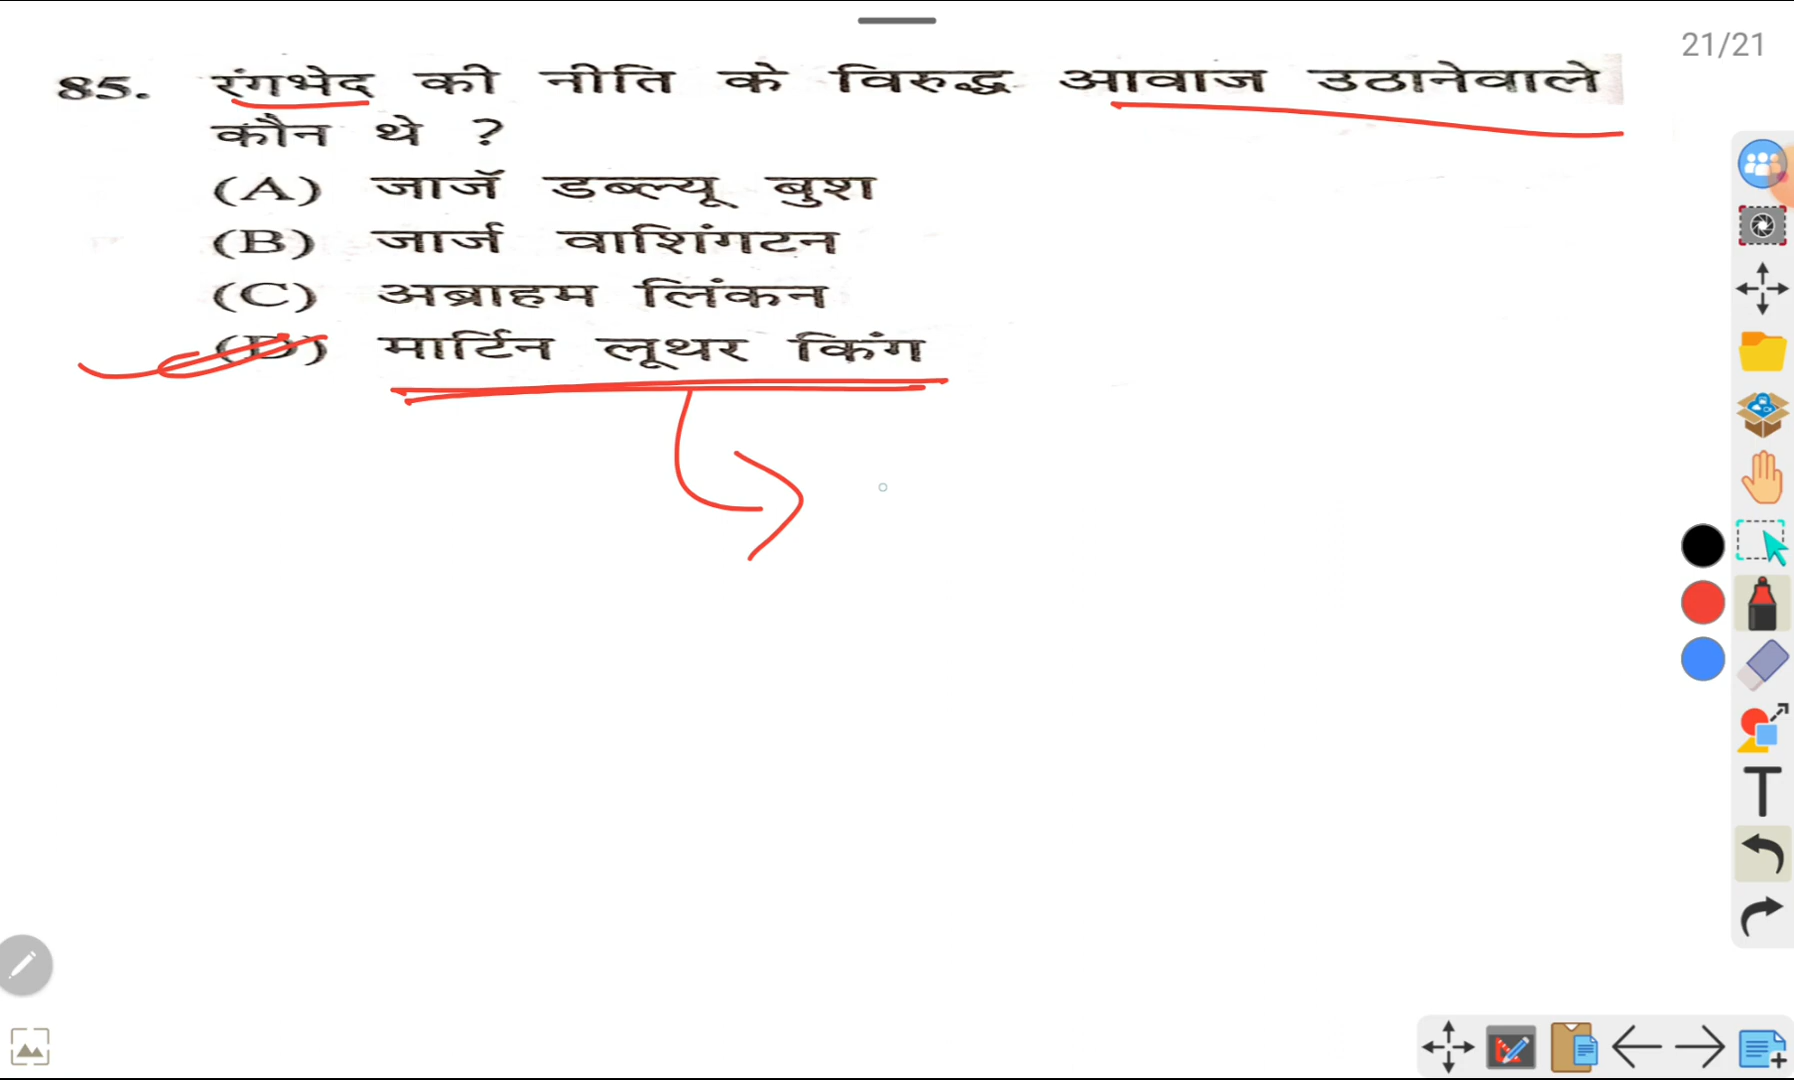 21/21
85. रंगभेद की नीति के विरुद्ध आवाज उठानेवाले
कौन थे ?
(A) जाजॅ डब्ल्यू बुश
(B) जार्ज वाशिंगटन
(C) अब्राहम लिंकन
(D) मार्टिन लूथर किंग
T